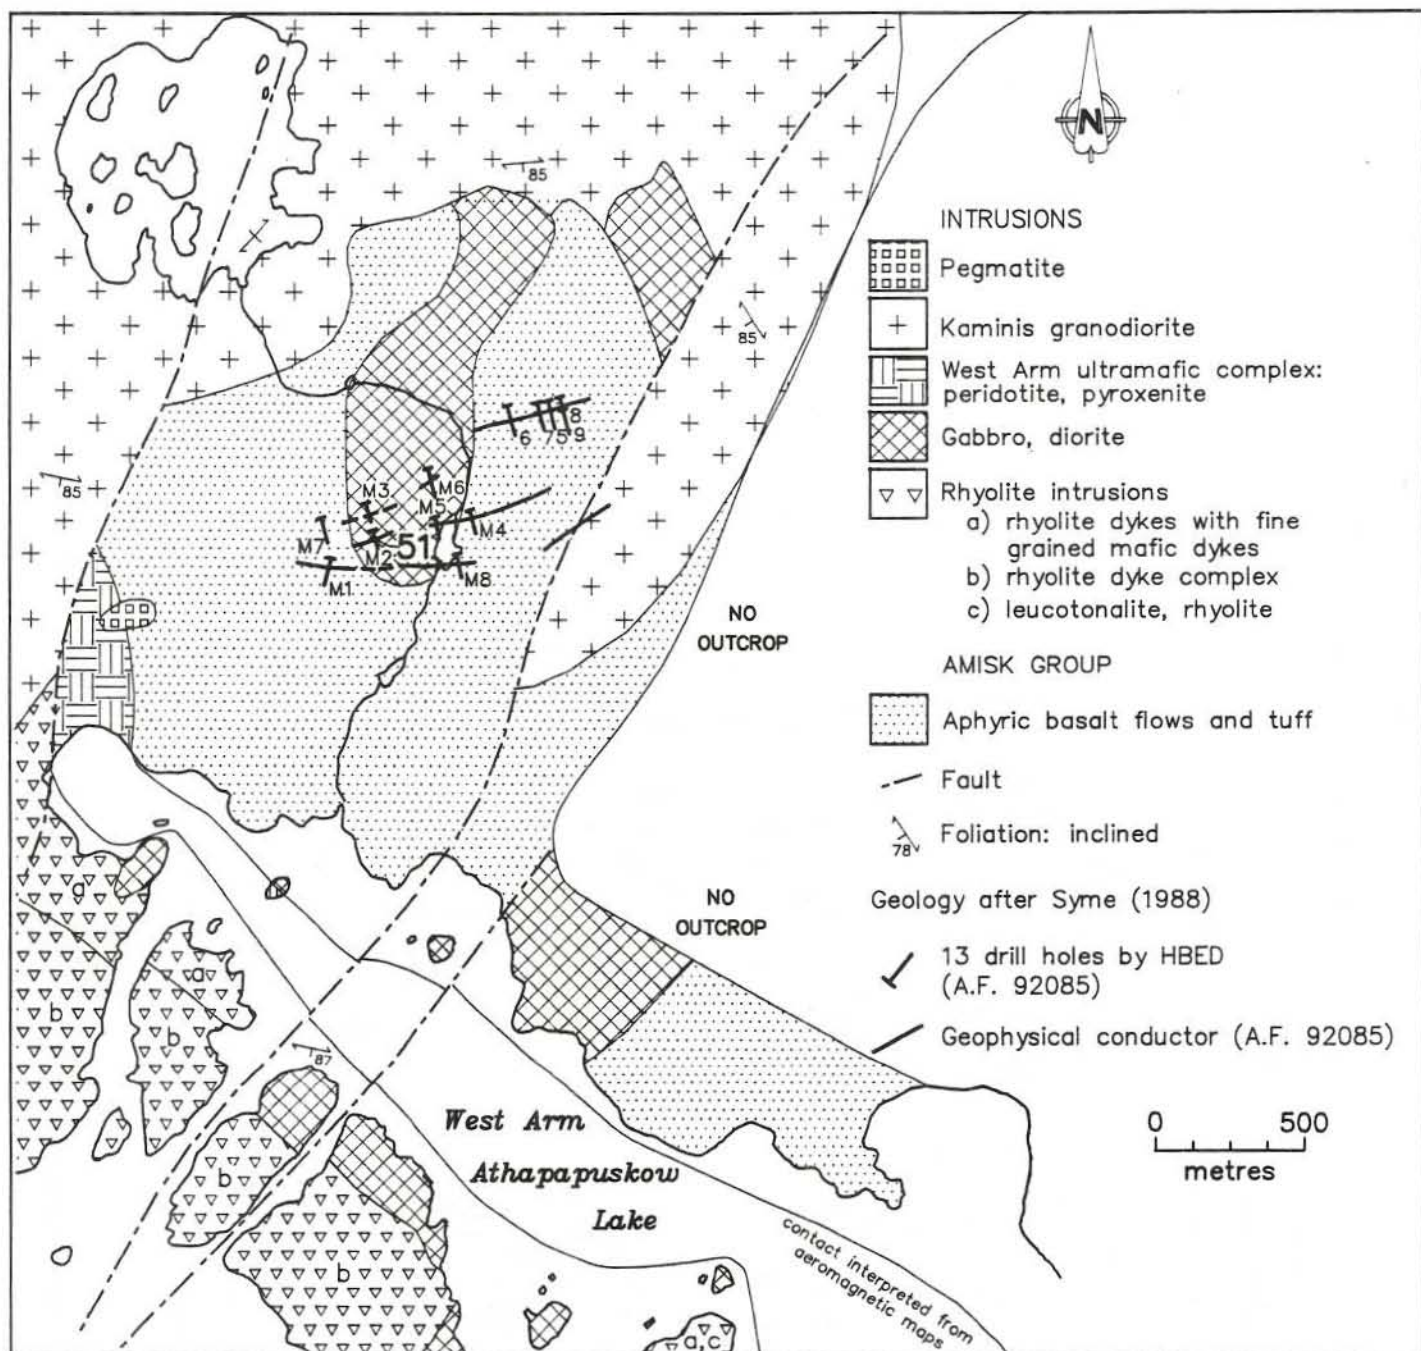 N
INTRUSIONS
Pegmatite
Kaminis granodiorite
West Arm ultramafic complex:
peridotite, pyroxenite
Gabbro, diorite
Rhyolite intrusions
a) rhyolite dykes with fine
grained mafic dykes
b) rhyolite dyke complex
c) leucotonalite, rhyolite
AMISK GROUP
Aphyric basalt flows and tuff
Fault
78
Foliation: inclined
Geology after Syme (1988)
13 drill holes by HBED
(A.F. 92085)
Geophysical conductor (A.F. 92085)
0 500
metres
85
85
85
8
6 7 5 9
M3 M6
M5
M4
M7
M2 51
M1 M8
NO
OUTCROP
NO
OUTCROP
a
a
b
b
87
b
b
a,c
West Arm
Athapapuskow
Lake
contact interpreted from
aeromagnetic maps